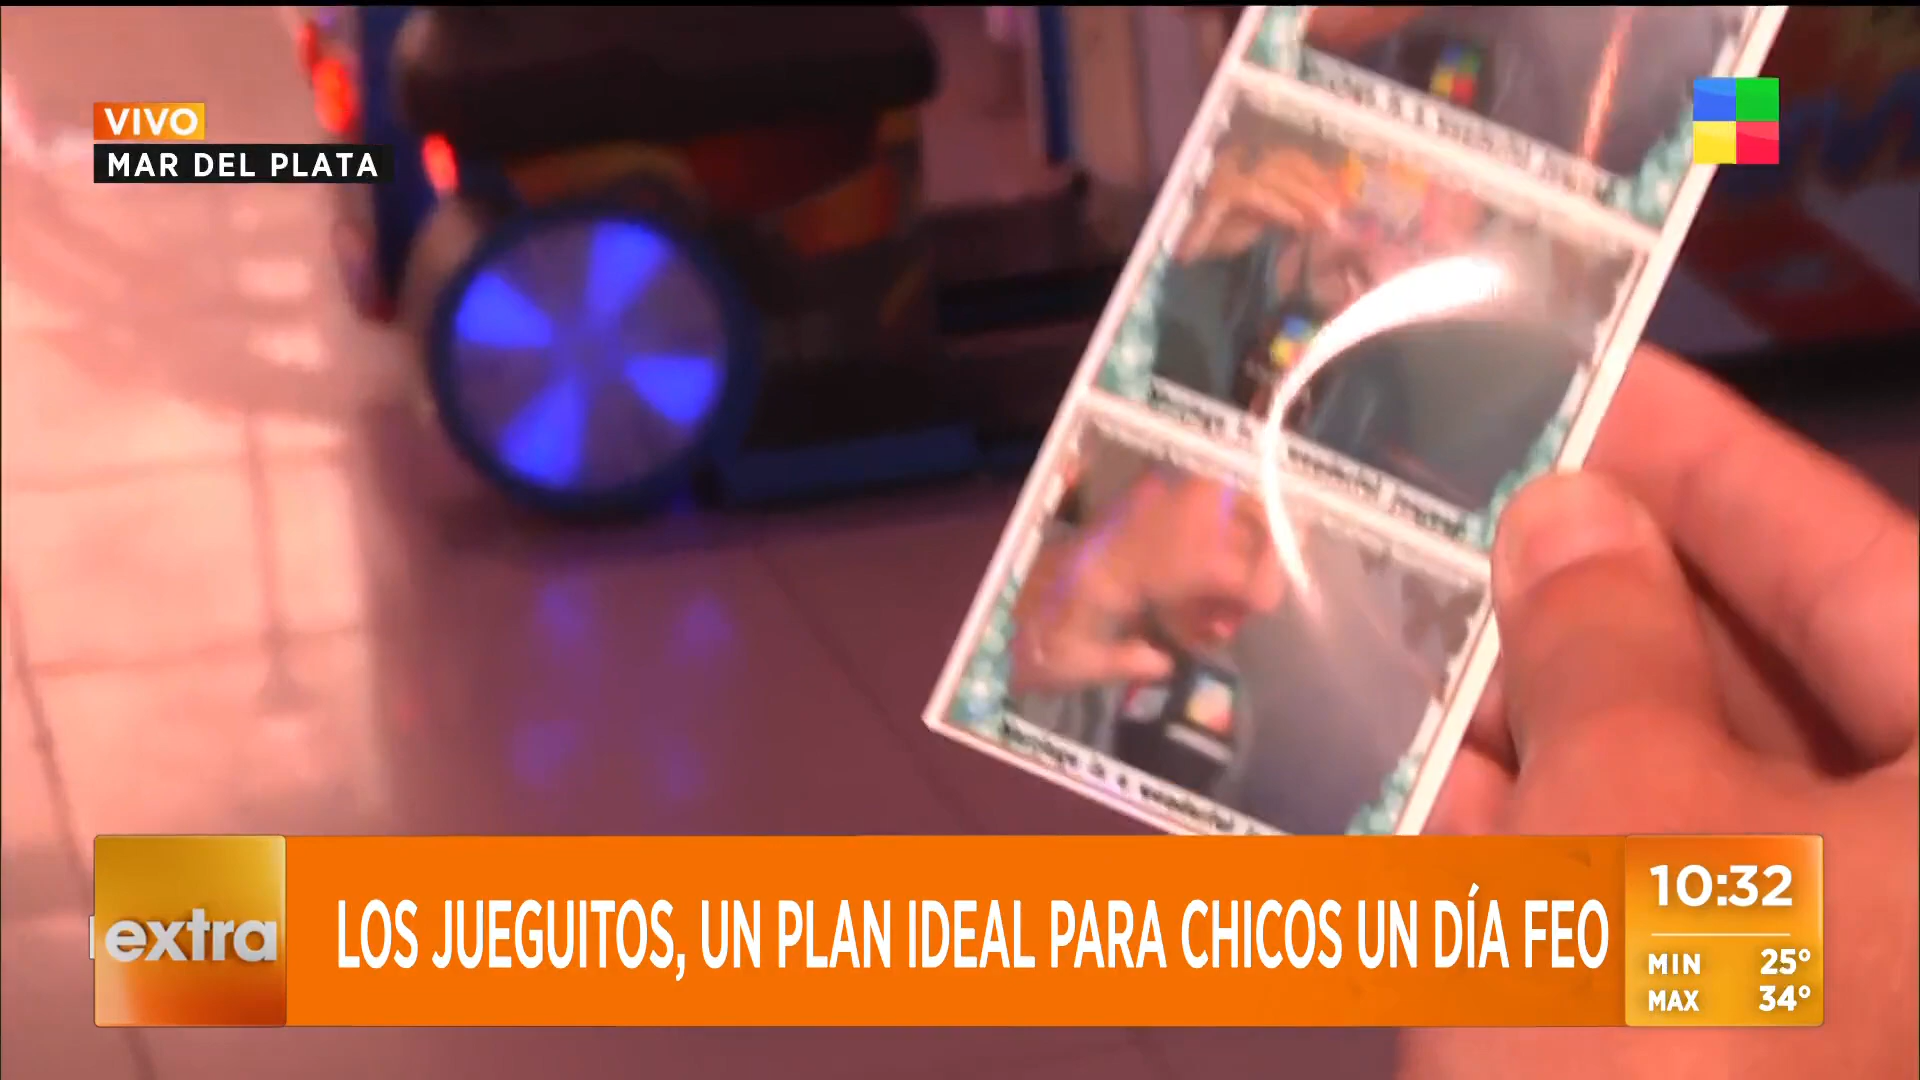 VIVO
MAR DEL PLATA
extra
LOS JUEGUITOS, UN PLAN IDEAL PARA CHICOS UN DÍA FEO
10:32
MIN 25°
MAX 34°